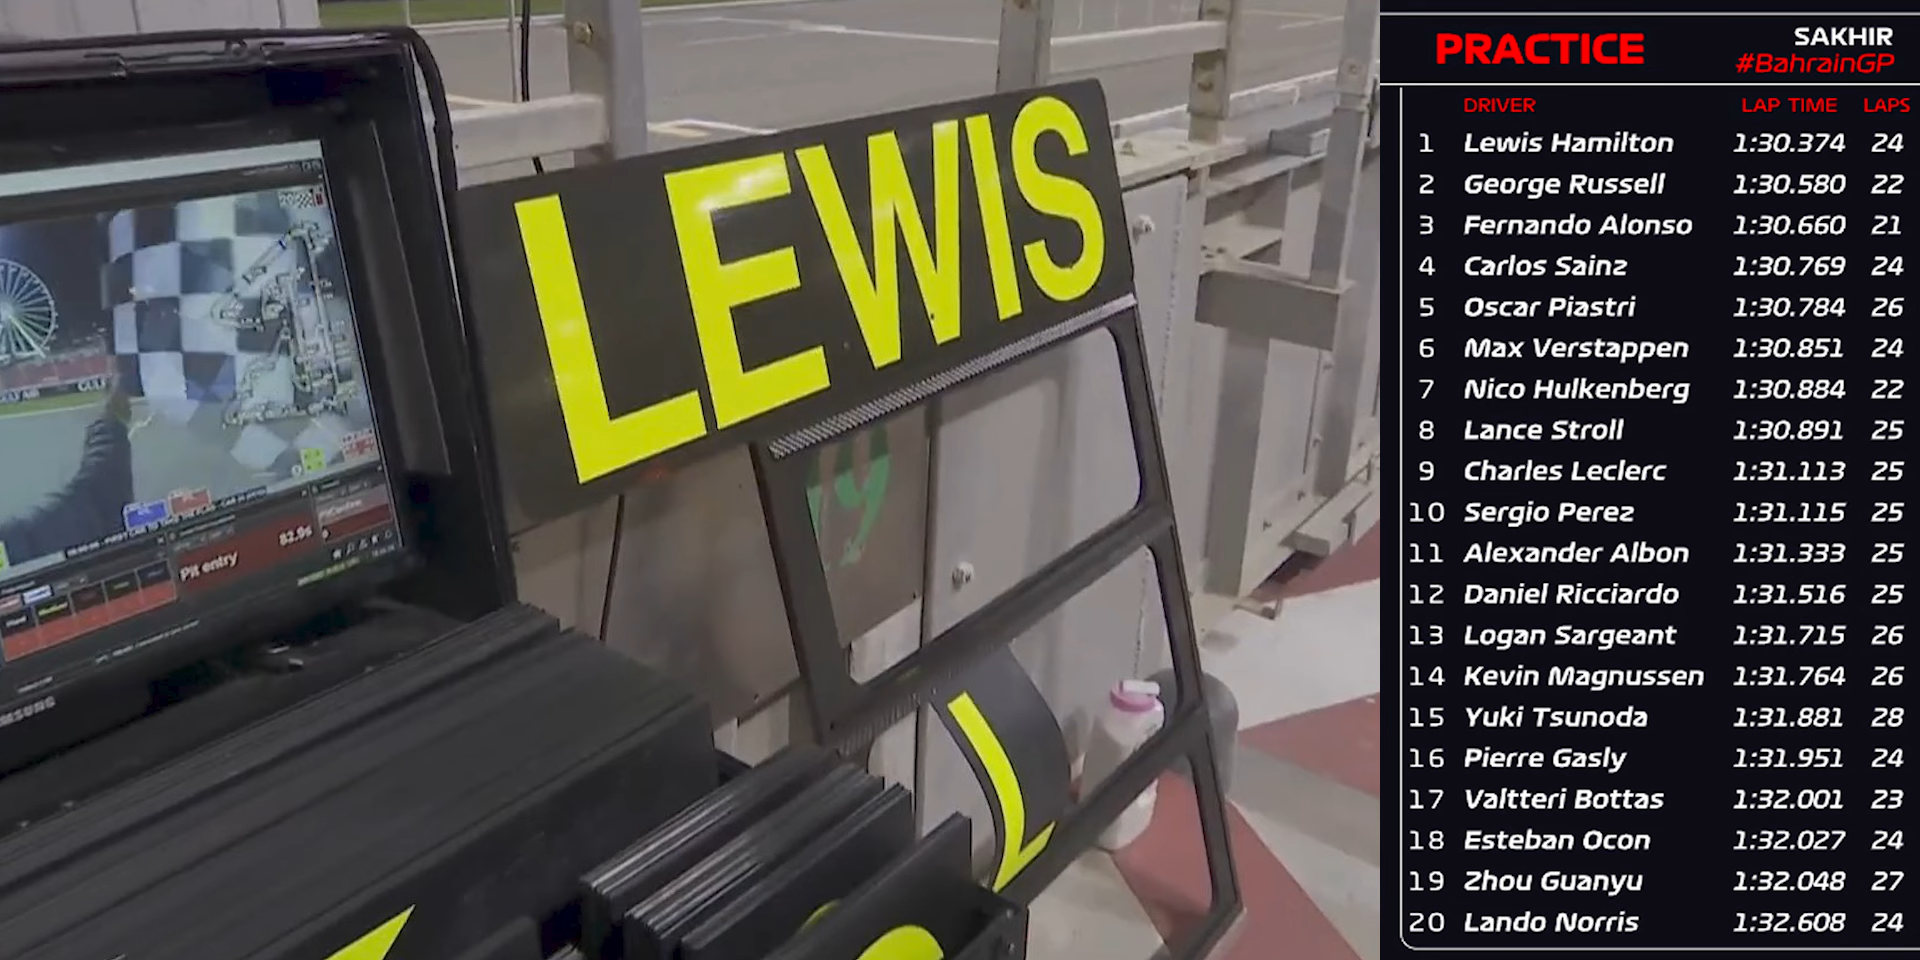 LEWIS
19
L
GULF
Pit entry
82.9s
PRACTICE
SAKHIR
#BahrainGP
DRIVER LAP TIME LAPS
1 Lewis Hamilton 1:30.374 24
2 George Russell 1:30.580 22
3 Fernando Alonso 1:30.660 21
4 Carlos Sainz 1:30.769 24
5 Oscar Piastri 1:30.784 26
6 Max Verstappen 1:30.851 24
7 Nico Hulkenberg 1:30.884 22
8 Lance Stroll 1:30.891 25
9 Charles Leclerc 1:31.113 25
10 Sergio Perez 1:31.115 25
11 Alexander Albon 1:31.333 25
12 Daniel Ricciardo 1:31.516 25
13 Logan Sargeant 1:31.715 26
14 Kevin Magnussen 1:31.764 26
15 Yuki Tsunoda 1:31.881 28
16 Pierre Gasly 1:31.951 24
17 Valtteri Bottas 1:32.001 23
18 Esteban Ocon 1:32.027 24
19 Zhou Guanyu 1:32.048 27
20 Lando Norris 1:32.608 24